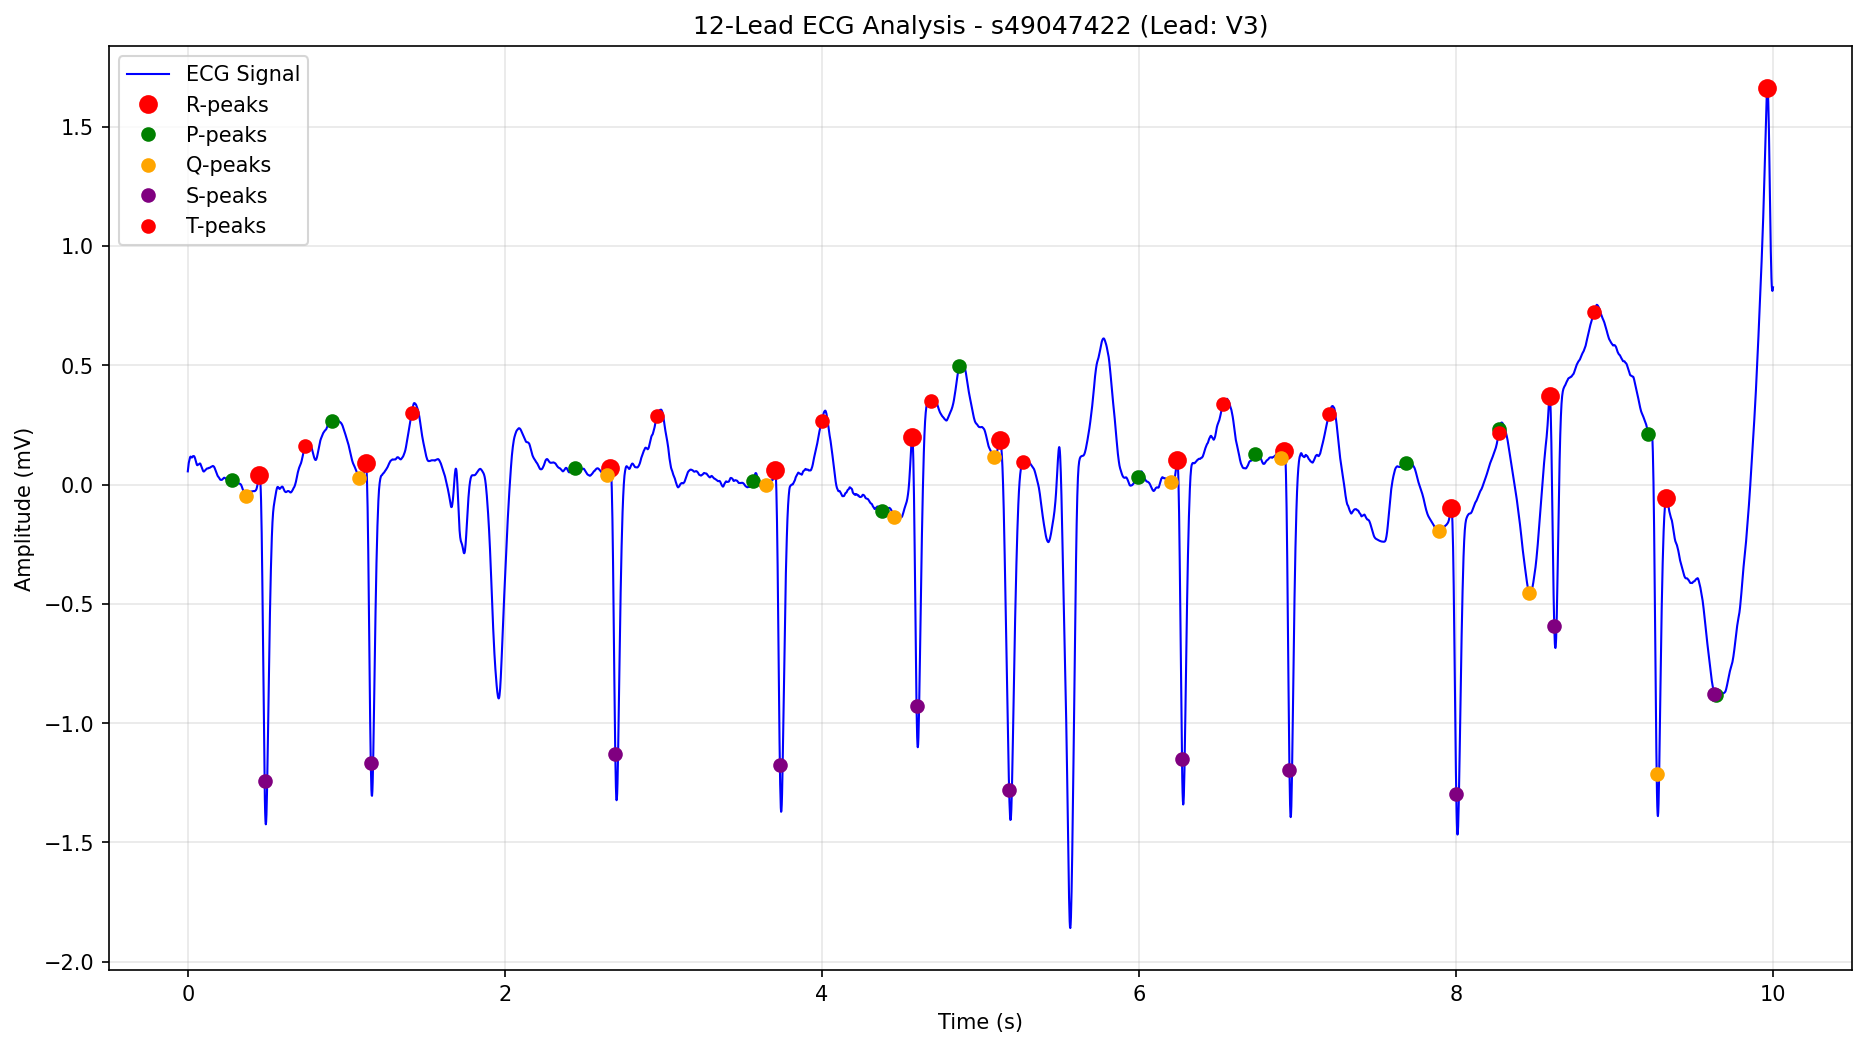 12-Lead ECG Analysis - s49047422 (Lead: V3)
ECG Signal
R-peaks
P-peaks
Q-peaks
S-peaks
T-peaks
Amplitude (mV)
1.5
1.0
0.5
0.0
−0.5
−1.0
−1.5
−2.0
0 2 4 6 8 10
Time (s)